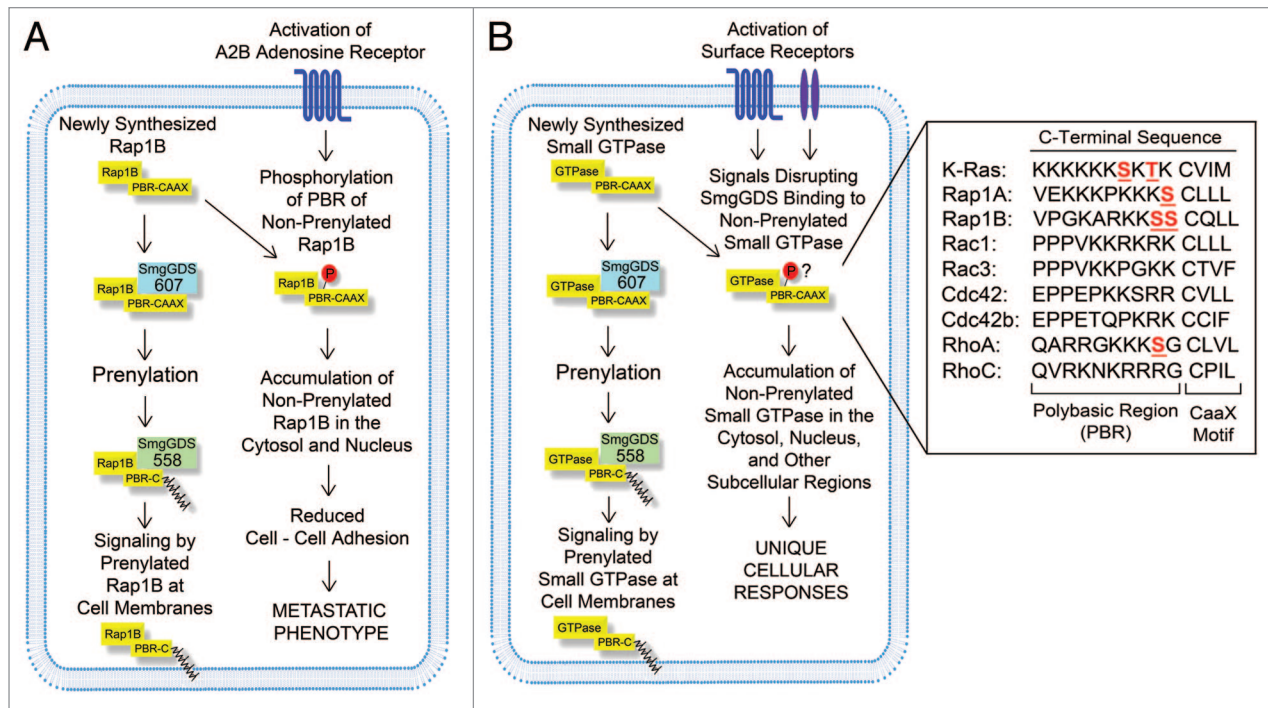 A
Activation of
A2B Adenosine Receptor
Newly Synthesized
Rap1B
Rap1B
PBR-CAAX
Phosphorylation
of PBR of
Non-Prenylated
Rap1B
SmgGDS
607
Rap1B
PBR-CAAX
P
Rap1B
PBR-CAAX
Prenylation
Accumulation of
Non-Prenylated
Rap1B in the
Cytosol and Nucleus
SmgGDS
558
Rap1B
PBR-C
Reduced
Cell - Cell Adhesion
Signaling by
Prenylated
Rap1B at
Cell Membranes
METASTATIC
PHENOTYPE
Rap1B
PBR-C
B
Activation of
Surface Receptors
Newly Synthesized
Small GTPase
GTPase
PBR-CAAX
Signals Disrupting
SmgGDS Binding to
Non-Prenylated
Small GTPase
SmgGDS
607
GTPase
PBR-CAAX
P ?
GTPase
PBR-CAAX
Prenylation
Accumulation of
Non-Prenylated
Small GTPase in the
Cytosol, Nucleus,
and Other
Subcellular Regions
SmgGDS
558
GTPase
PBR-C
Signaling by
Prenylated
Small GTPase at
Cell Membranes
UNIQUE
CELLULAR
RESPONSES
GTPase
PBR-C
C-Terminal Sequence
K-Ras: KKKKKKSKTK CVIM
Rap1A: VEKKKPKKKS CLLL
Rap1B: VPGKARKKSS CQLL
Rac1: PPPVKKRKRK CLLL
Rac3: PPPVKKPGKK CTVF
Cdc42: EPPEPKKSRR CVLL
Cdc42b: EPPETQPKRK CCIF
RhoA: QARRGKKKSG CLVL
RhoC: QVRKNKRRRG CPIL
Polybasic Region CaaX
(PBR) Motif